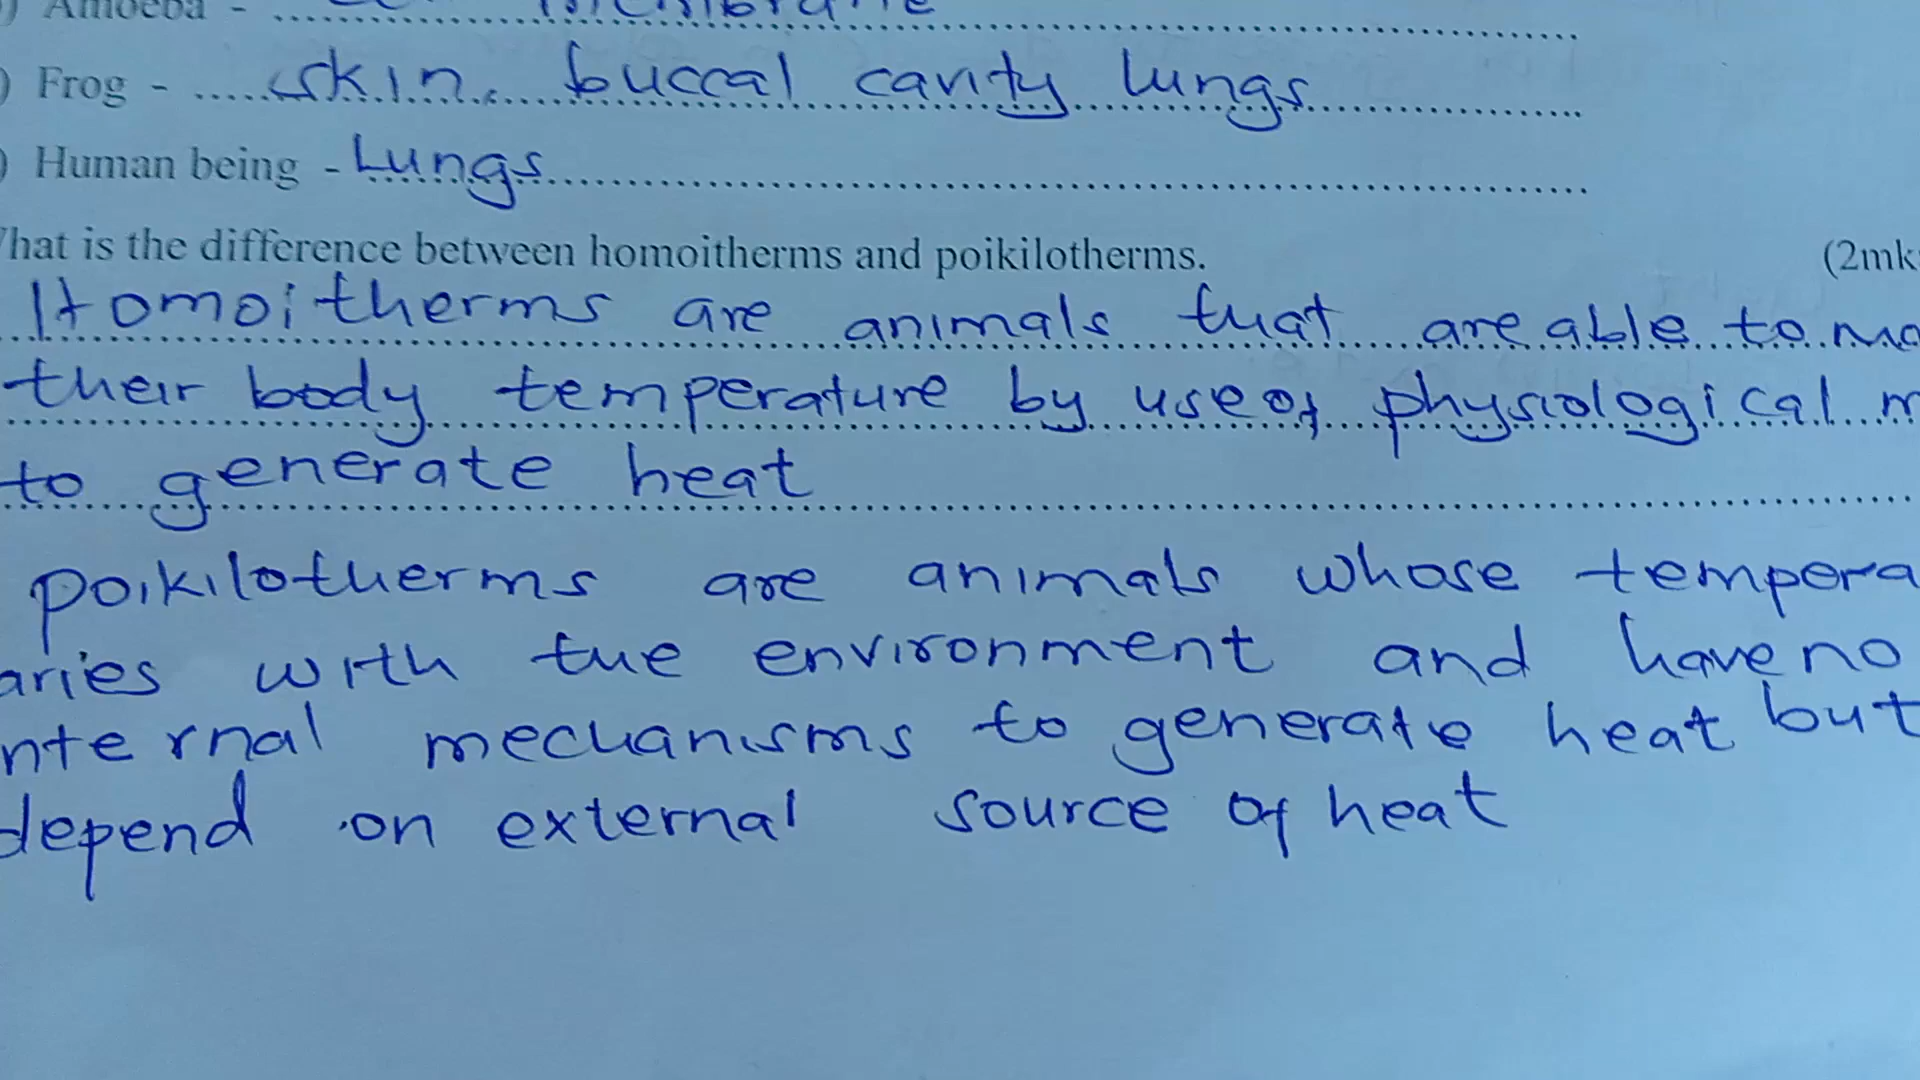 Amoeba - membrane
) Frog - skin, buccal cavity lungs
) Human being - Lungs
hat is the difference between homoitherms and poikilotherms. (2mk
Homoitherms are animals that are able to ma
their body temperature by use of physiological m
to generate heat
poikilotherms are animals whose tempera
aries with the environment and have no
nternal mechanisms to generate heat but
depend on external source of heat